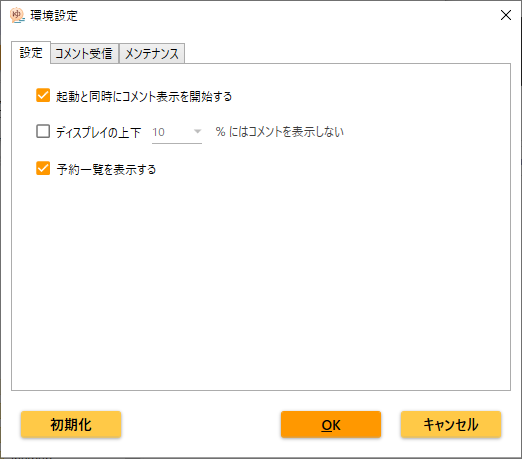 ゆ 環境設定
設定 コメント受信 メンテナンス
起動と同時にコメント表示を開始する
ディスプレイの上下 10 % にはコメントを表示しない
予約一覧を表示する
初期化 OK キャンセル